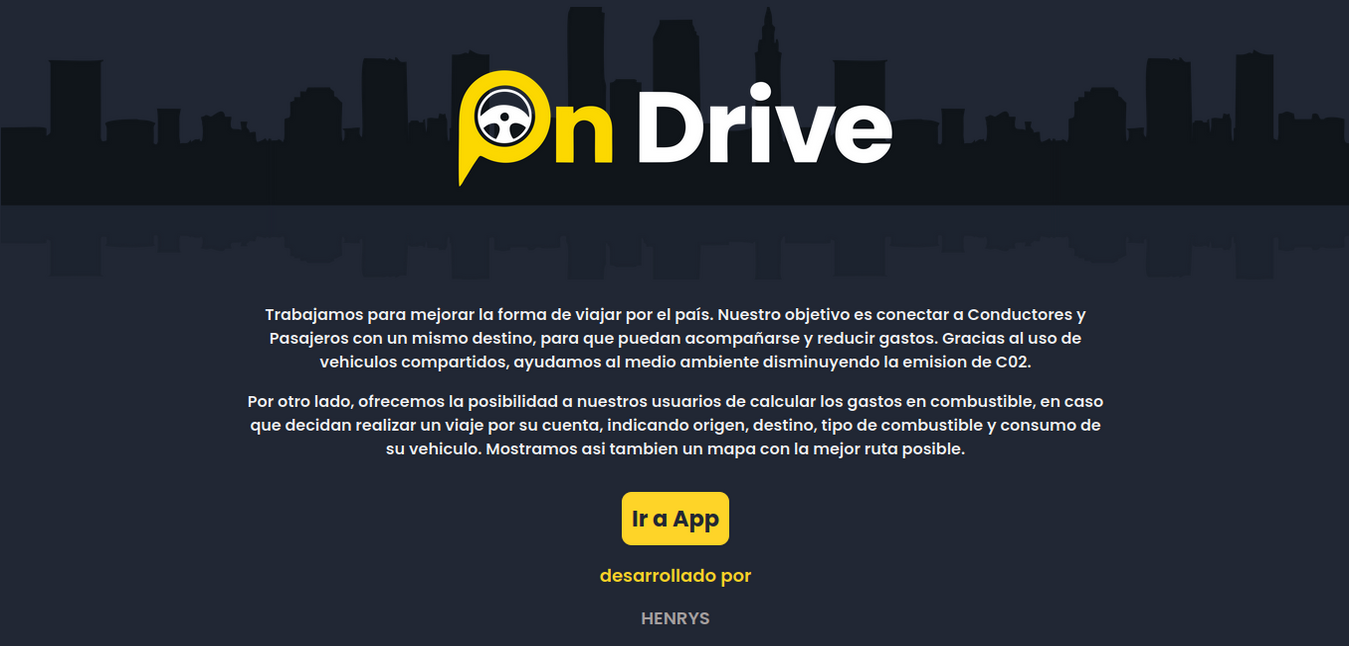 On Drive
Trabajamos para mejorar la forma de viajar por el país. Nuestro objetivo es conectar a Conductores y
Pasajeros con un mismo destino, para que puedan acompañarse y reducir gastos. Gracias al uso de
vehiculos compartidos, ayudamos al medio ambiente disminuyendo la emision de C02.
Por otro lado, ofrecemos la posibilidad a nuestros usuarios de calcular los gastos en combustible, en caso
que decidan realizar un viaje por su cuenta, indicando origen, destino, tipo de combustible y consumo de
su vehiculo. Mostramos asi tambien un mapa con la mejor ruta posible.
Ir a App
desarrollado por
HENRYS